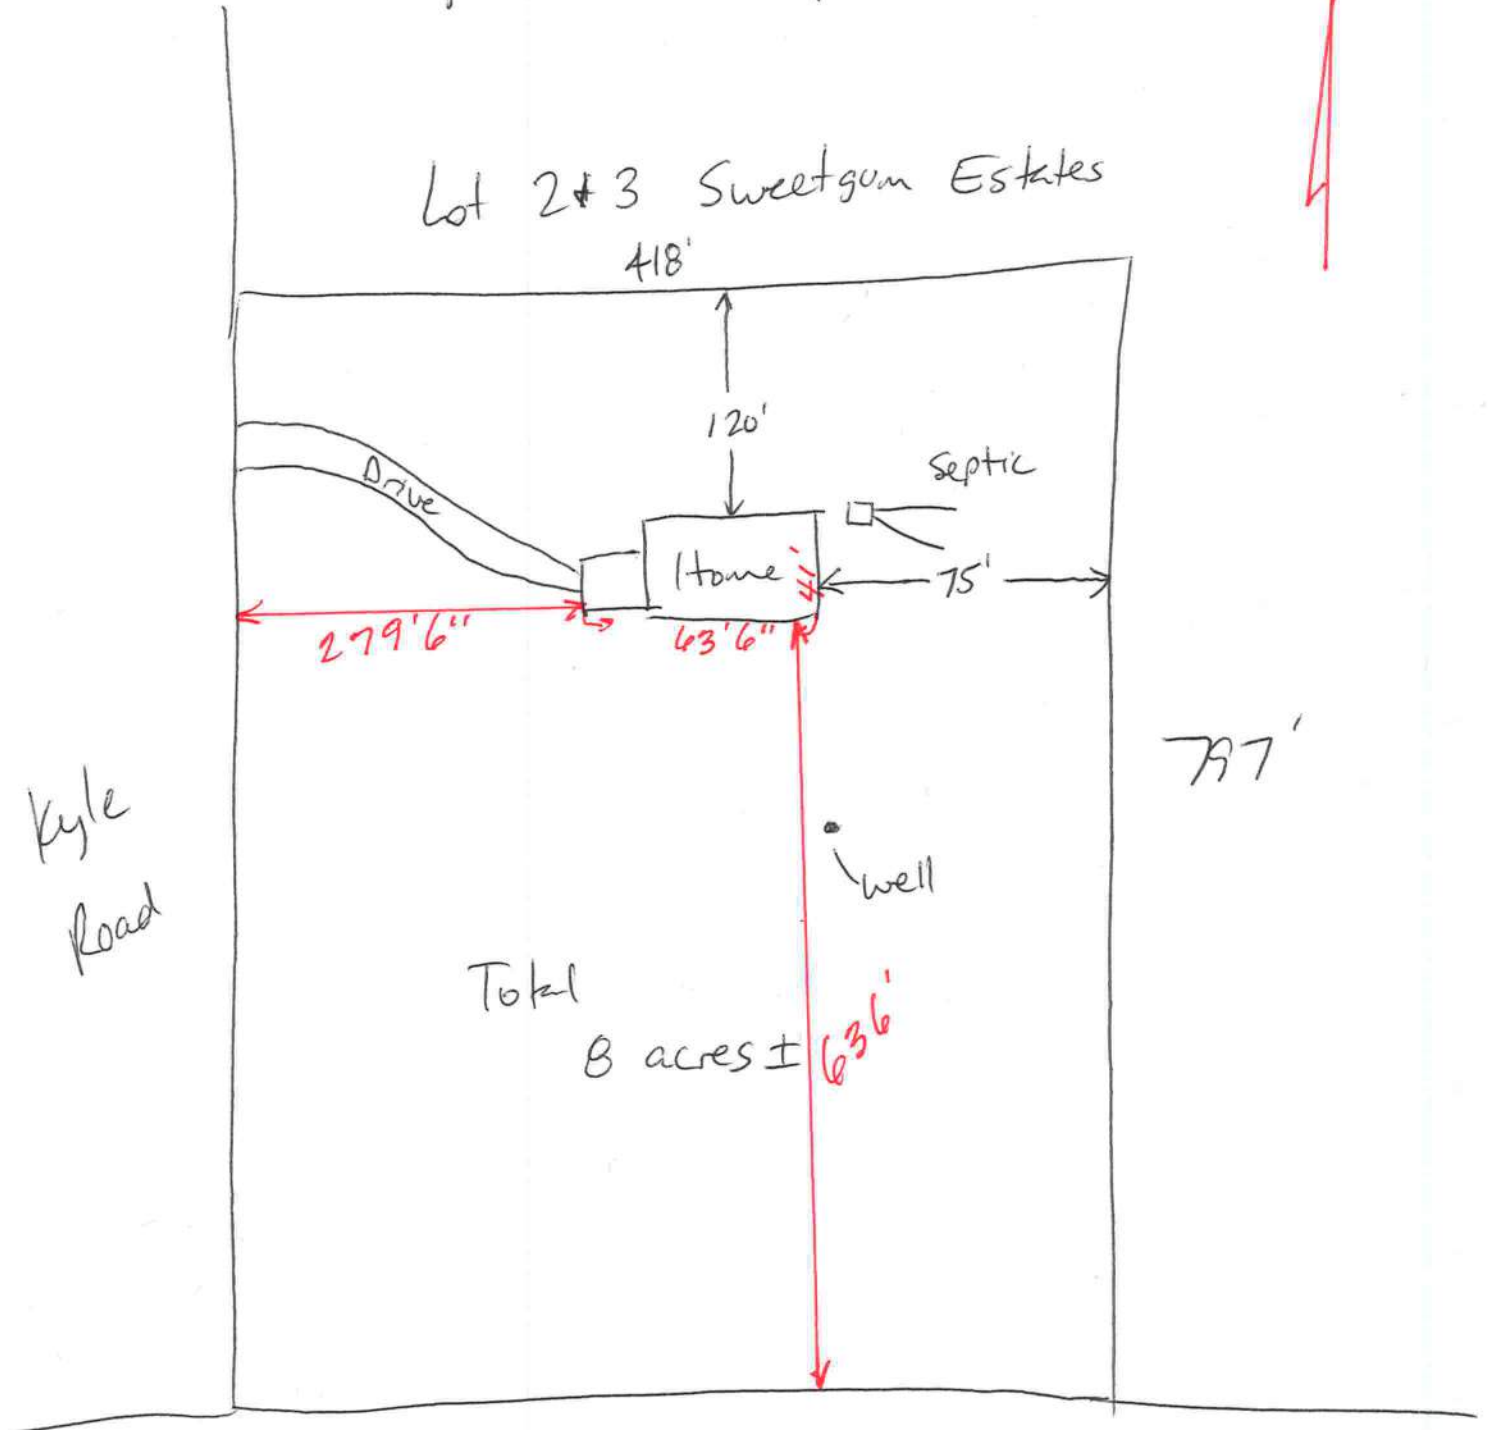 Lot 2 & 3 Sweetgum Estates
418'
120'
Septic
Drive
Home
41'
75'
279'6"
63'6"
797'
Kyle
Road
well
Total
8 acres ±
636'